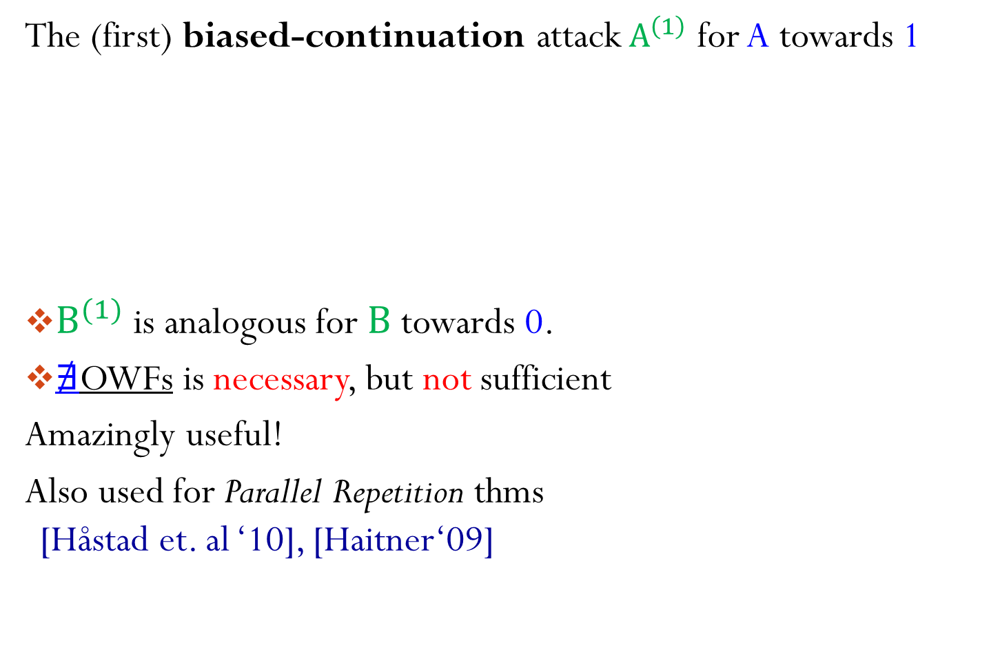 The (first) biased-continuation attack A⁽¹⁾ for A towards 1
❖B⁽¹⁾ is analogous for B towards 0.
❖∄OWFs is necessary, but not sufficient
Amazingly useful!
Also used for Parallel Repetition thms
[Håstad et. al ‘10], [Haitner‘09]